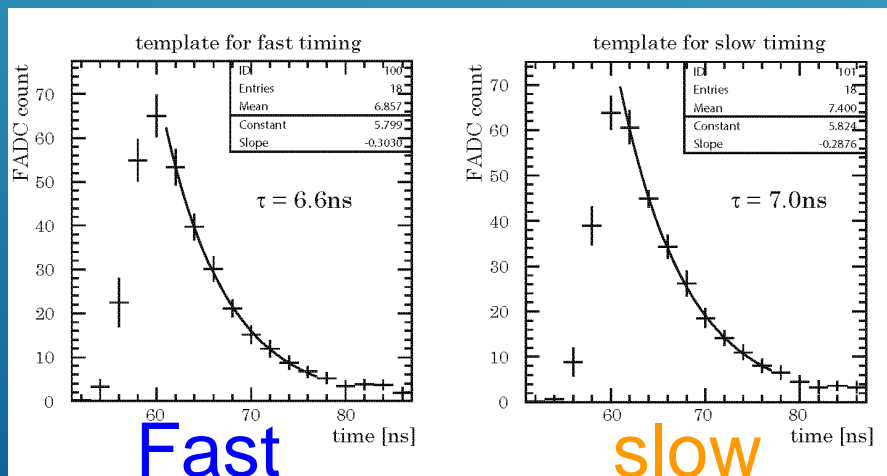 template for fast timing
FADC count
ID 100
Entries 18
Mean 6.857
Constant 5.799
Slope -0.3030
τ = 6.6ns
70
60
50
40
30
20
10
0
60 70 80
time [ns]
Fast
template for slow timing
FADC count
ID 101
Entries 18
Mean 7.400
Constant 5.824
Slope -0.2876
τ = 7.0ns
70
60
50
40
30
20
10
0
60 70 80
time [ns]
slow